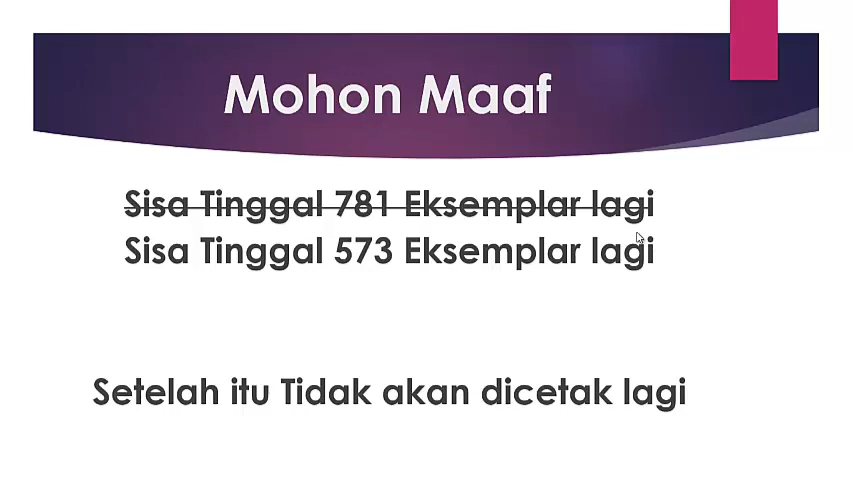 Mohon Maaf
Sisa Tinggal 781 Eksemplar lagi
Sisa Tinggal 573 Eksemplar lagi
Setelah itu Tidak akan dicetak lagi